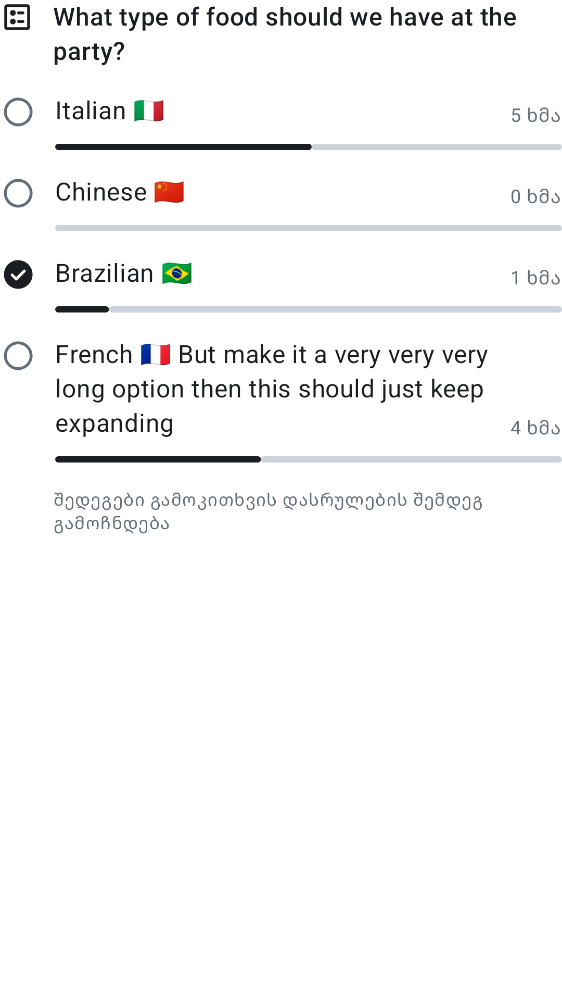 What type of food should we have at the
party?
Italian 🇮🇹
5 ხმა
Chinese 🇨🇳
0 ხმა
Brazilian 🇧🇷
1 ხმა
French 🇫🇷 But make it a very very very
long option then this should just keep
expanding
4 ხმა
შედეგები გამოკითხვის დასრულების შემდეგ
გამოჩნდება